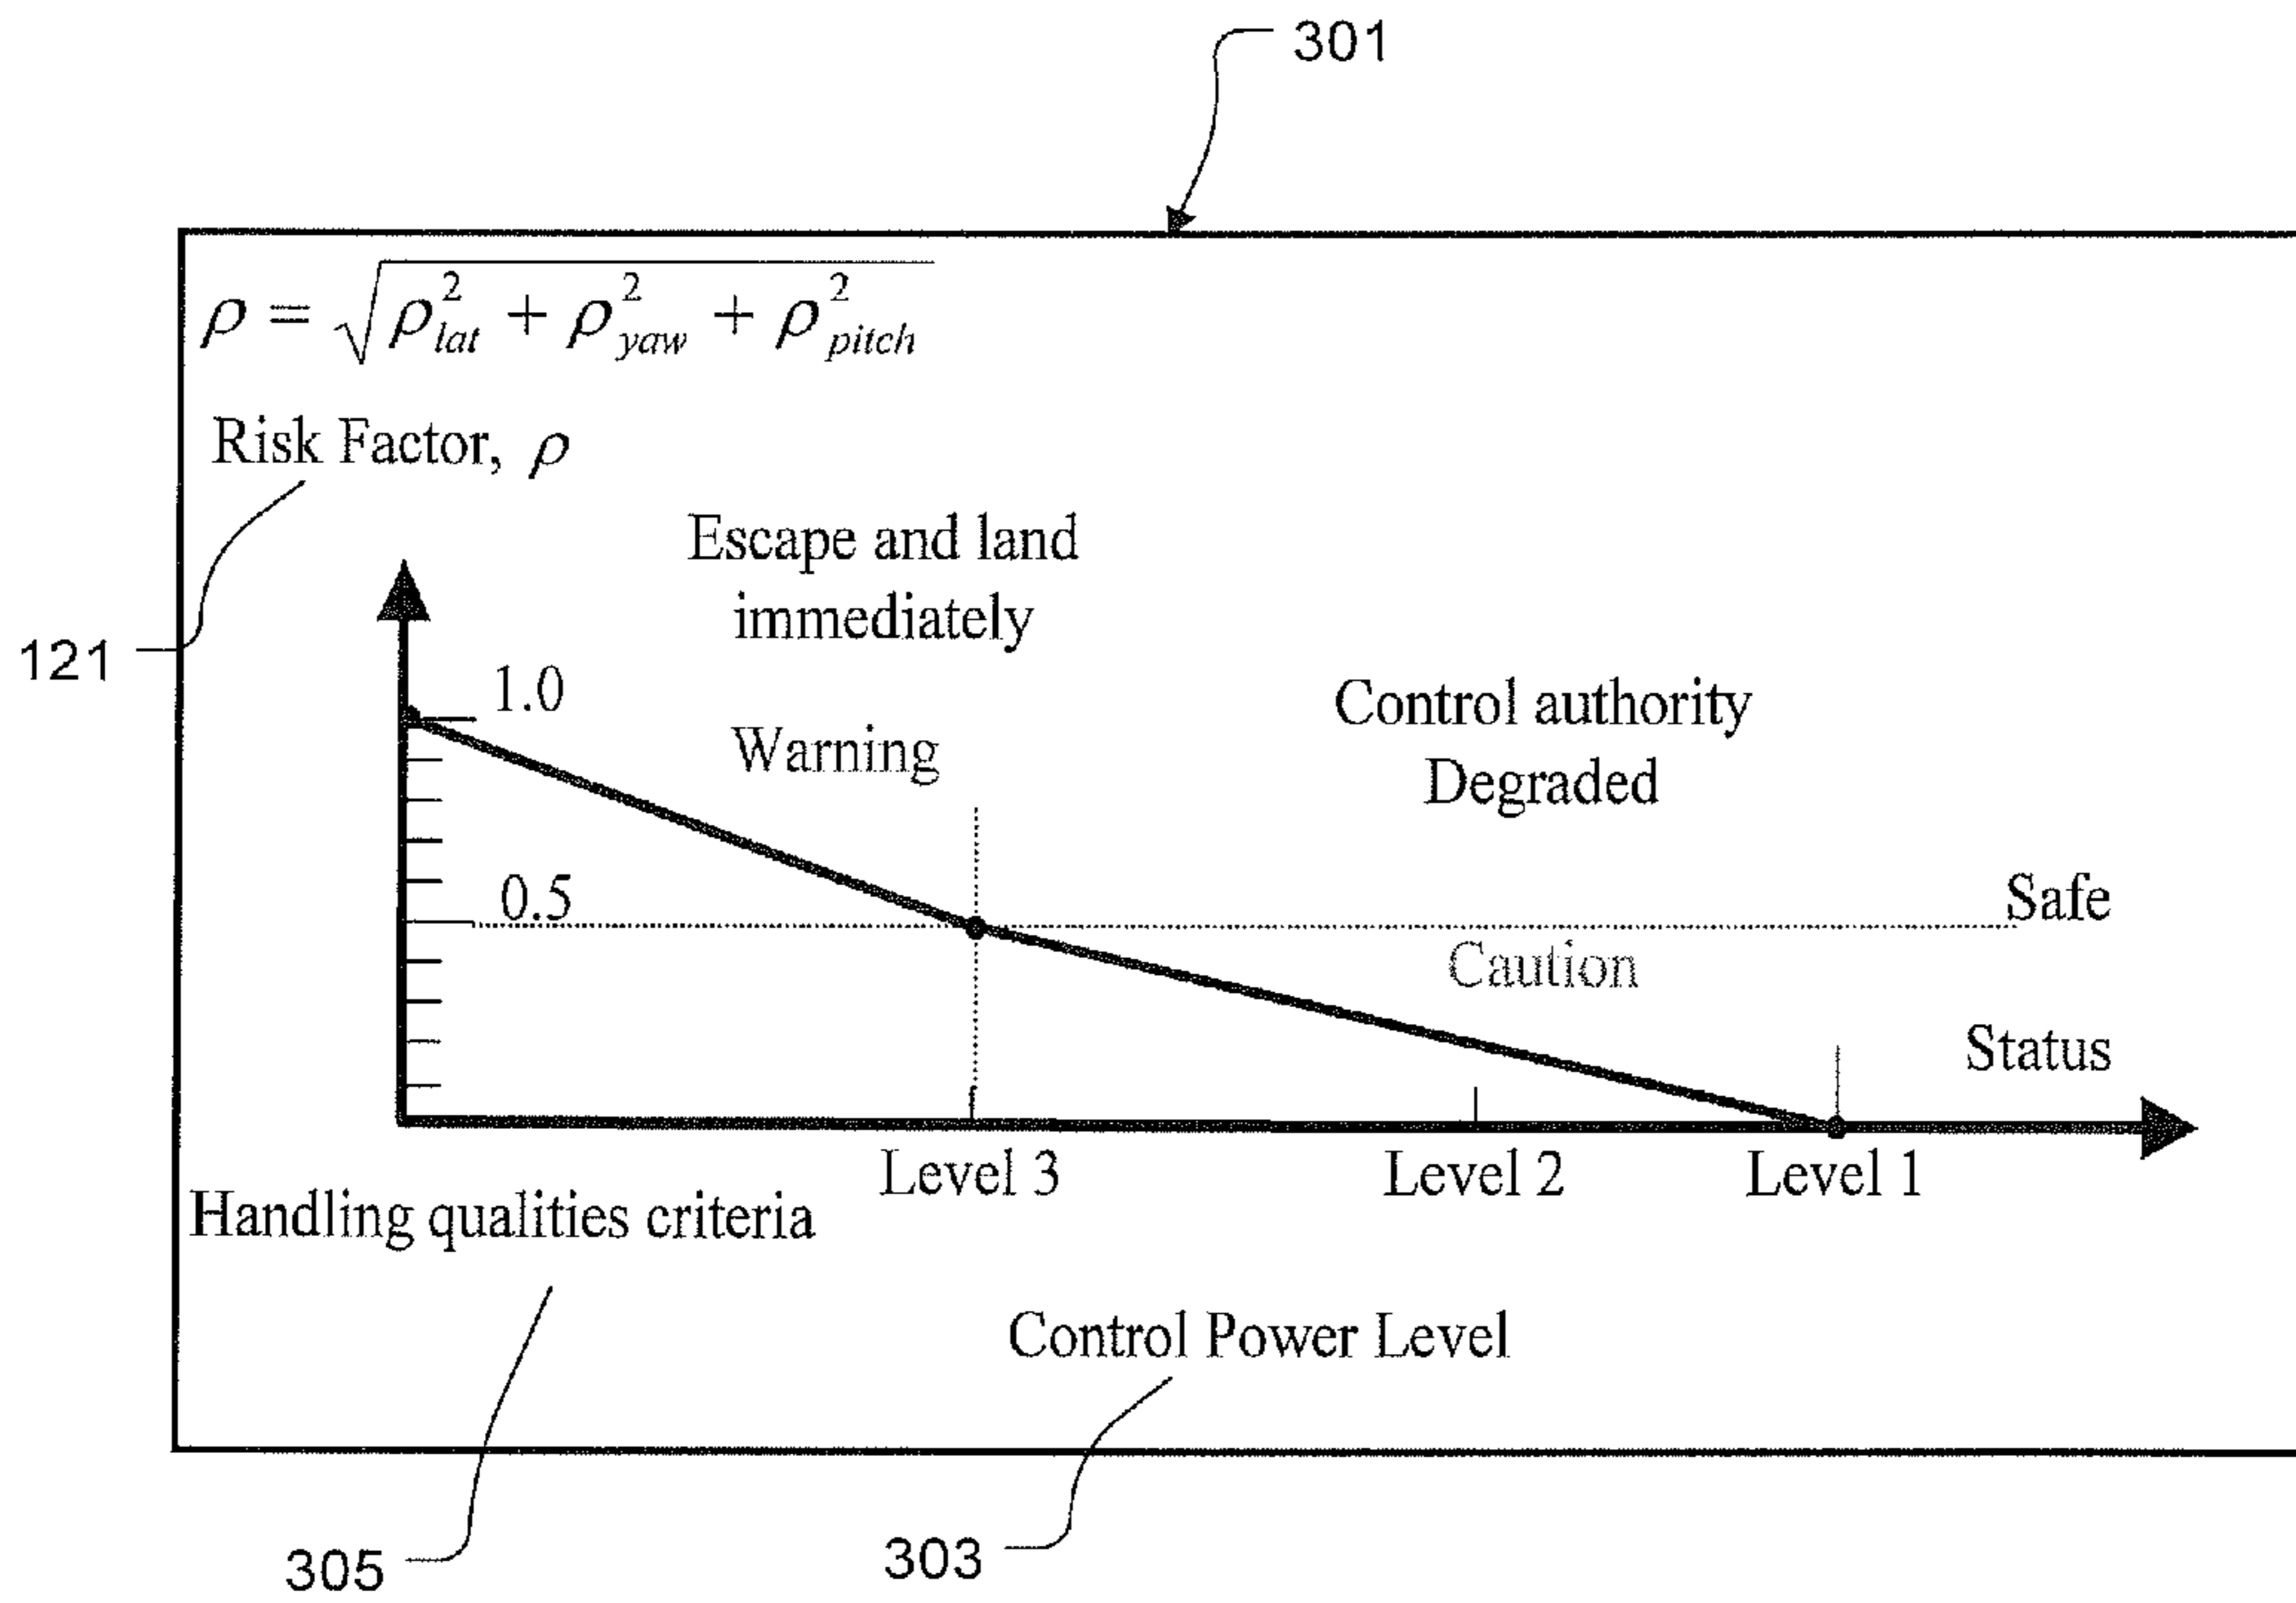 301
ρ = √ρ²lat + ρ²yaw + ρ²pitch
Risk Factor, ρ
Escape and land
immediately
121
1.0
Warning
Control authority
Degraded
0.5
Safe
Caution
Status
Level 3
Level 2
Level 1
Handling qualities criteria
Control Power Level
305
303